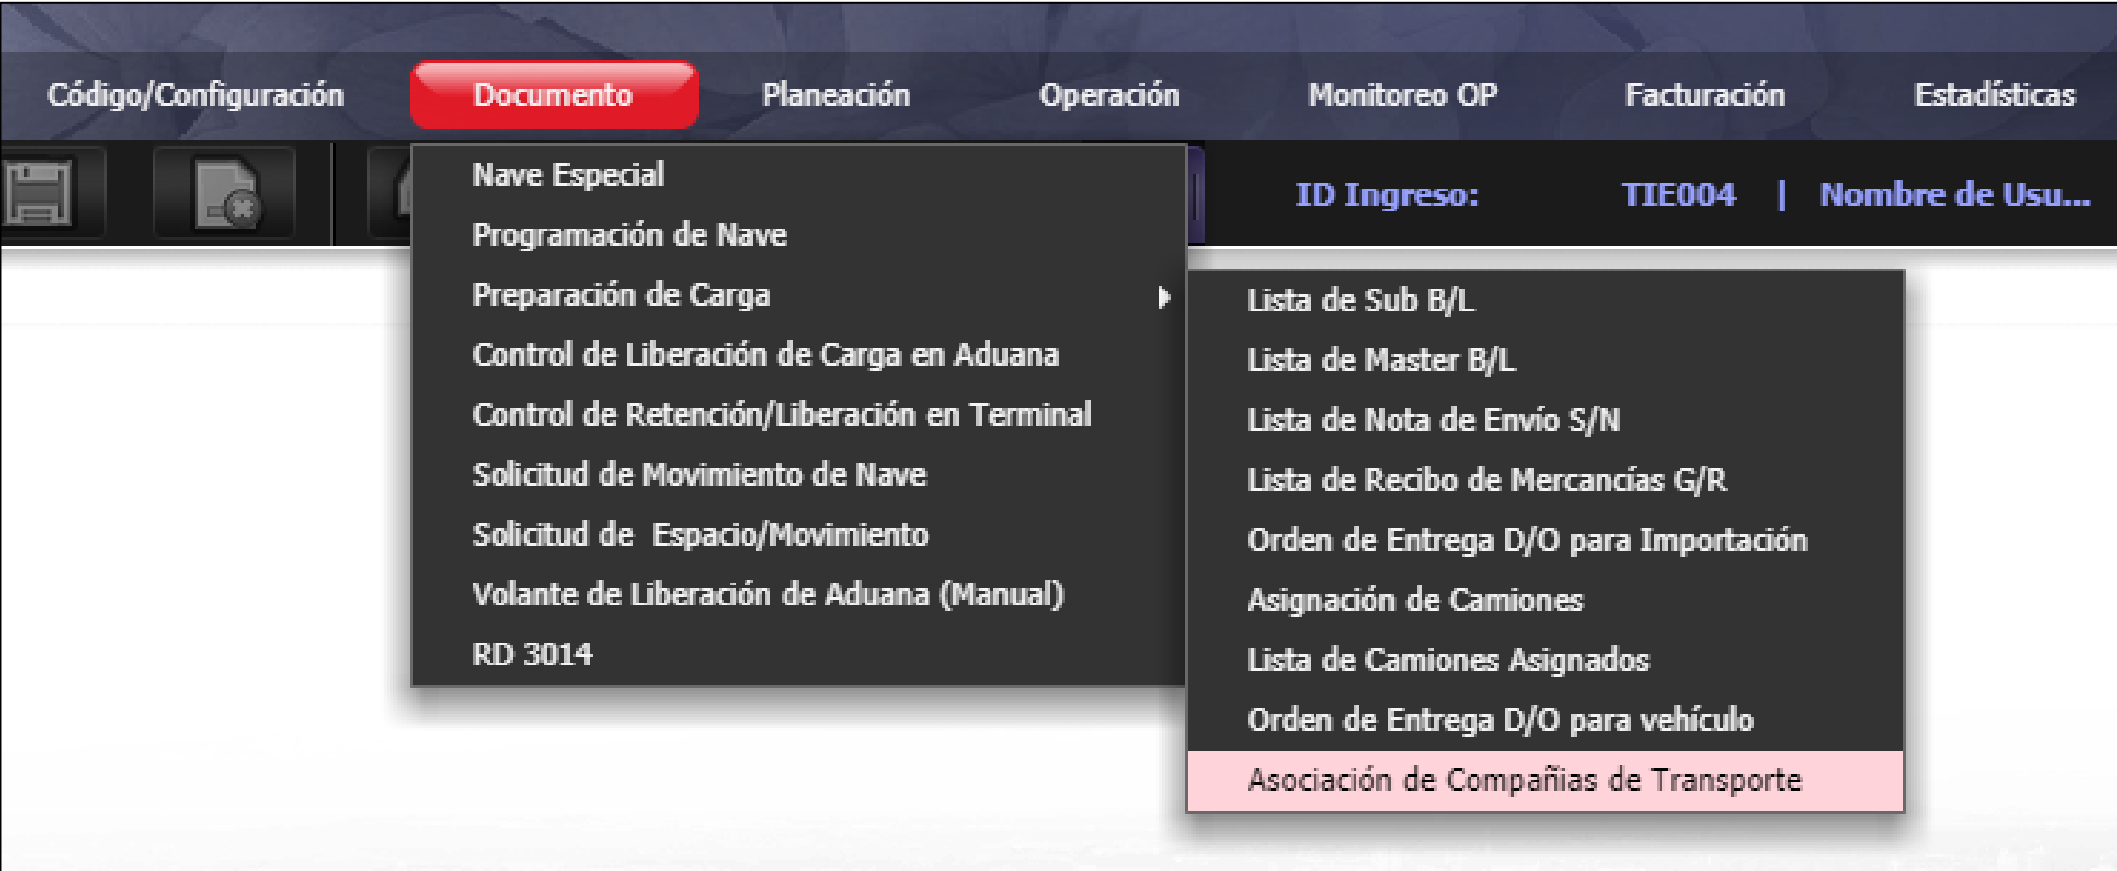 Código/Configuración
Documento
Planeación
Operación
Monitoreo OP
Facturación
Estadísticas
ID Ingreso: TIE004 | Nombre de Usu...
Nave Especial
Programación de Nave
Preparación de Carga
Control de Liberación de Carga en Aduana
Control de Retención/Liberación en Terminal
Solicitud de Movimiento de Nave
Solicitud de  Espacio/Movimiento
Volante de Liberación de Aduana (Manual)
RD 3014
Lista de Sub B/L
Lista de Master B/L
Lista de Nota de Envío S/N
Lista de Recibo de Mercancías G/R
Orden de Entrega D/O para Importación
Asignación de Camiones
Lista de Camiones Asignados
Orden de Entrega D/O para vehículo
Asociación de Compañias de Transporte